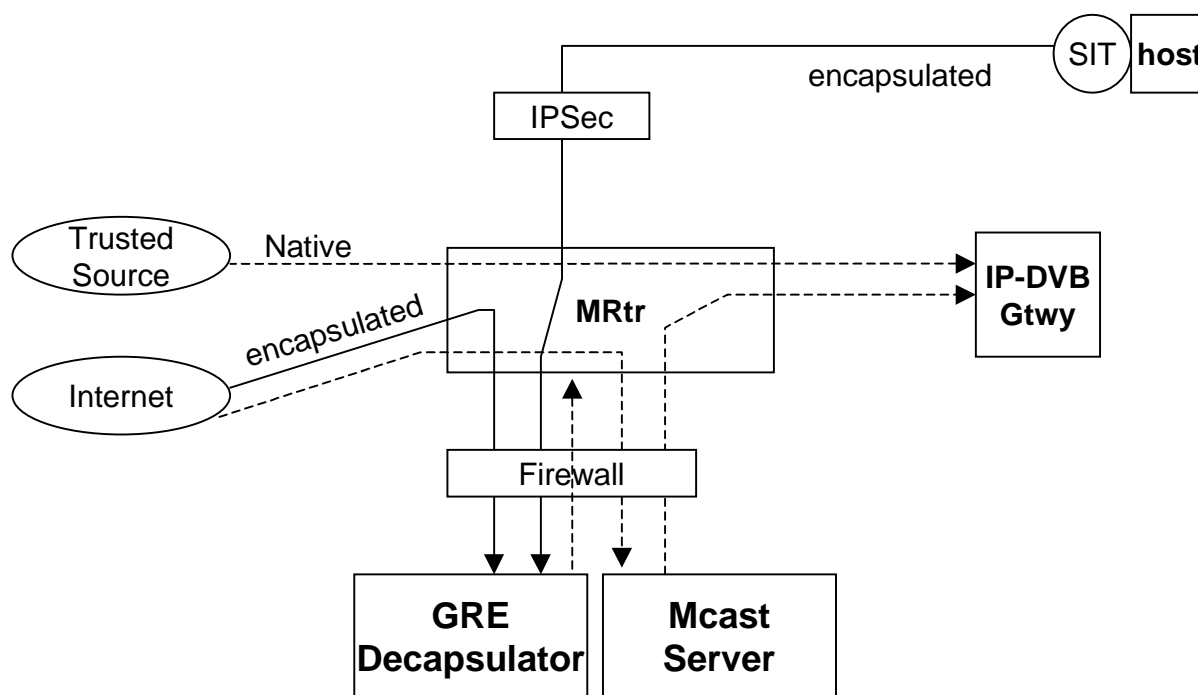 SIT
host
encapsulated
IPSec
Trusted
Source
Native
IP-DVB
Gtwy
MRtr
encapsulated
Internet
Firewall
GRE
Decapsulator
Mcast
Server